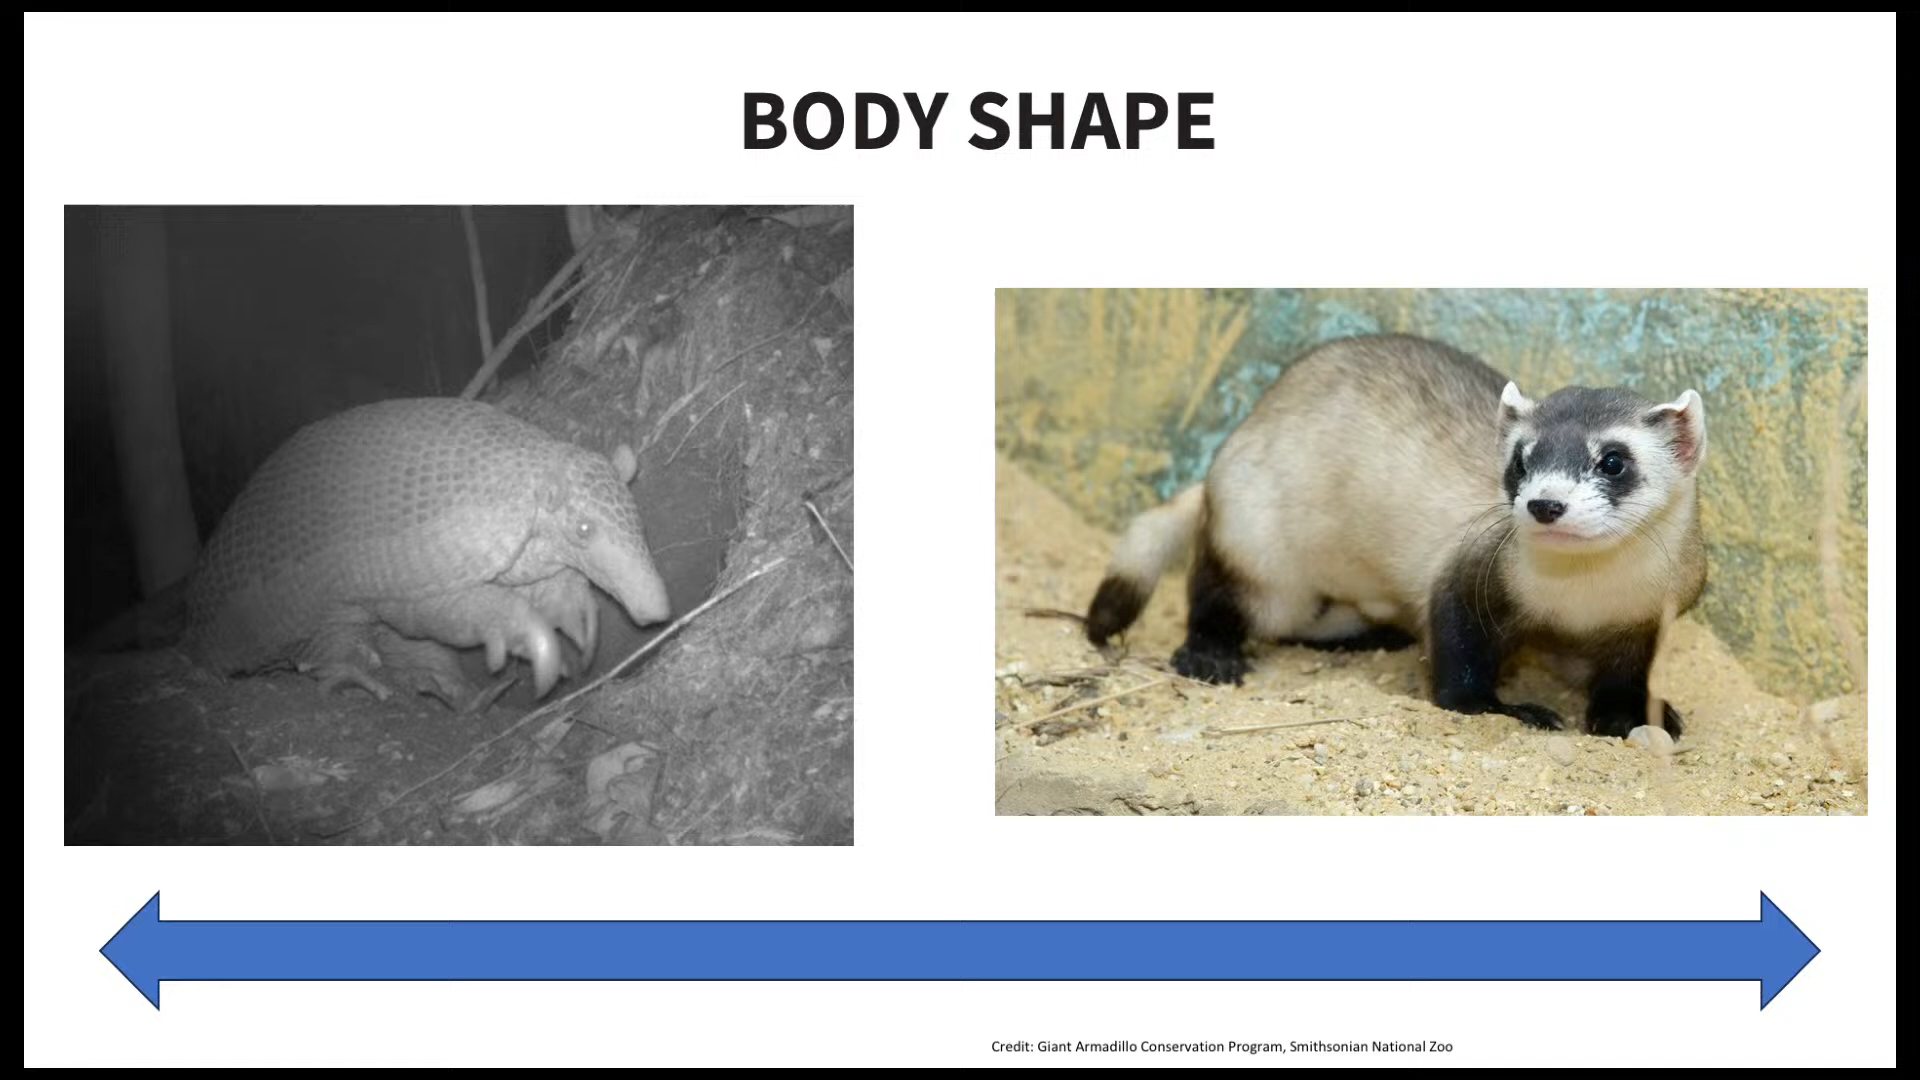 BODY SHAPE
Credit: Giant Armadillo Conservation Program, Smithsonian National Zoo